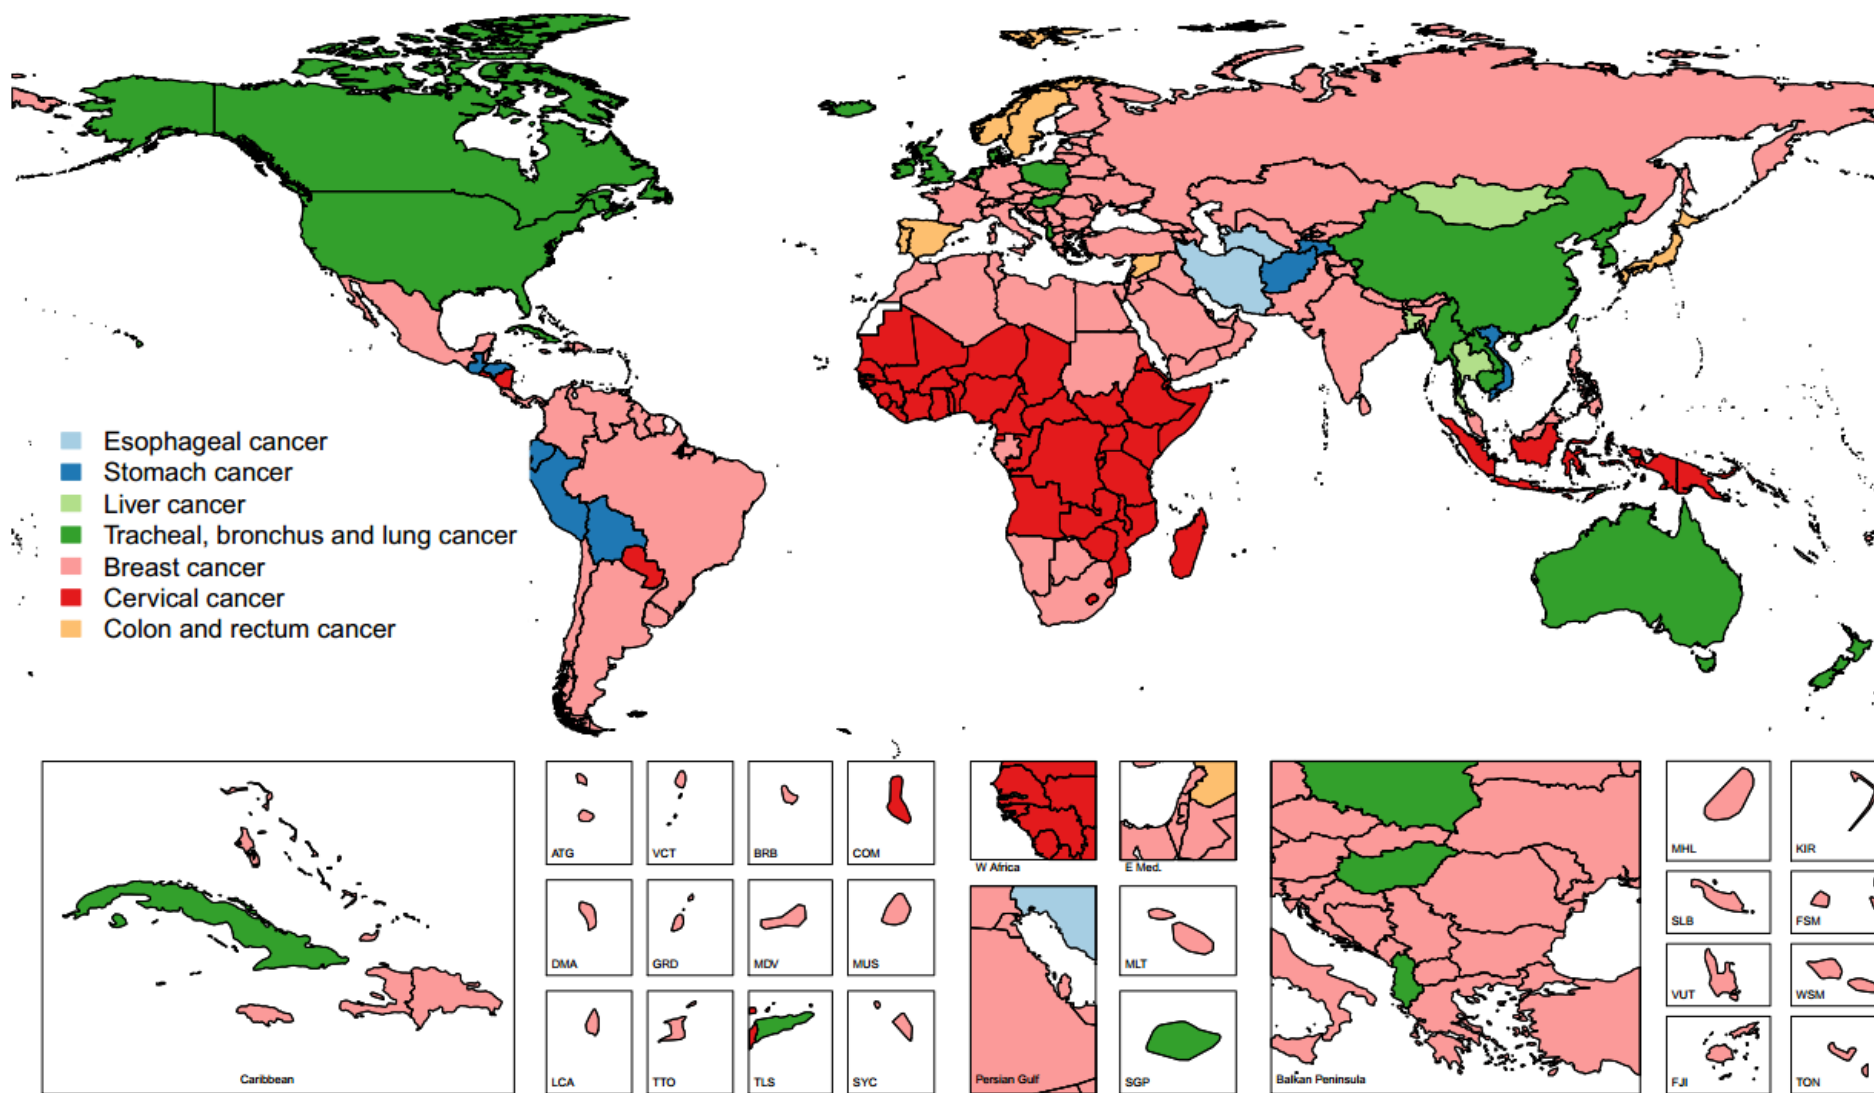 Esophageal cancer
Stomach cancer
Liver cancer
Tracheal, bronchus and lung cancer
Breast cancer
Cervical cancer
Colon and rectum cancer
Caribbean
ATG
VCT
BRB
COM
DMA
GRD
MDV
MUS
LCA
TTO
TLS
SYC
W Africa
E Med.
Persian Gulf
MLT
SGP
Balkan Peninsula
MHL
KIR
SLB
FSM
VUT
WSM
FJI
TON